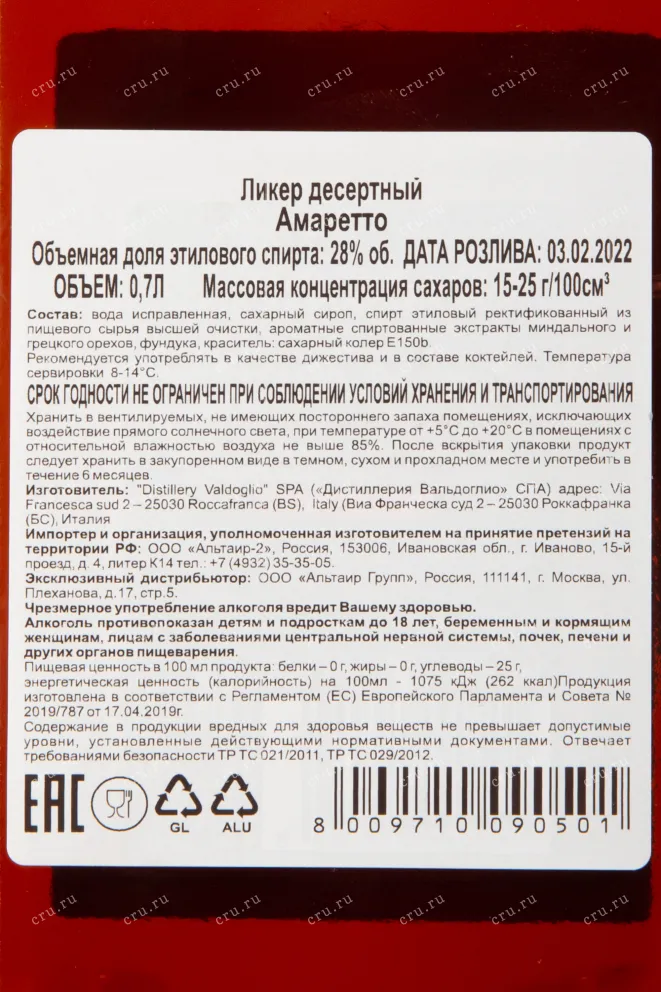 Ликер десертный
Амаретто
Объемная доля этилового спирта: 28% об. ДАТА РОЗЛИВА: 03.02.2022
ОБЪЕМ: 0,7Л Массовая концентрация сахаров: 15-25 г/100см³
Состав: вода исправленная, сахарный сироп, спирт этиловый ректификованный из
пищевого сырья высшей очистки, ароматные спиртованные экстракты миндального и
грецкого орехов, фундука, краситель: сахарный колер Е150b.
Рекомендуется употреблять в качестве дижестива и в составе коктейлей. Температура
сервировки 8-14°С.
СРОК ГОДНОСТИ НЕ ОГРАНИЧЕН ПРИ СОБЛЮДЕНИИ УСЛОВИЙ ХРАНЕНИЯ И ТРАНСПОРТИРОВАНИЯ
Хранить в вентилируемых, не имеющих постороннего запаха помещениях, исключающих
воздействие прямого солнечного света, при температуре от +5°С до +20°С в помещениях с
относительной влажностью воздуха не выше 85%. После вскрытия упаковки продукт
следует хранить в закупоренном виде в темном, сухом и прохладном месте и употребить в
течение 6 месяцев.
Изготовитель: "Distillery Valdoglio" SPA («Дистиллерия Вальдоглио» СПА) адрес: Via
Francesca sud 2 – 25030 Roccafranca (BS), Italy (Виа Франческа суд 2 – 25030 Роккафранка
(БС), Италия
Импортер и организация, уполномоченная изготовителем на принятие претензий на
территории РФ: ООО «Альтаир-2», Россия, 153006, Ивановская обл., г. Иваново, 15-й
проезд, д. 4, литер К14 тел.: +7 (4932) 35-35-05.
Эксклюзивный дистрибьютор: ООО «Альтаир Групп», Россия, 111141, г. Москва, ул.
Плеханова, д.17, стр.5.
Чрезмерное употребление алкоголя вредит Вашему здоровью.
Алкоголь противопоказан детям и подросткам до 18 лет, беременным и кормящим
женщинам, лицам с заболеваниями центральной нервной системы, почек, печени и
других органов пищеварения.
Пищевая ценность в 100 мл продукта: белки – 0 г, жиры – 0 г, углеводы – 25 г,
энергетическая ценность (калорийность) на 100мл - 1075 кДж (262 ккал)Продукция
изготовлена в соответствии с Регламентом (ЕС) Европейского Парламента и Совета №
2019/787 от 17.04.2019г.
Содержание в продукции вредных для здоровья веществ не превышает допустимые
уровни, установленные действующими нормативными документами. Отвечает
требованиями безопасности ТР ТС 021/2011, ТР ТС 029/2012.
EAC GL ALU
8 009710 090501
cru.ru